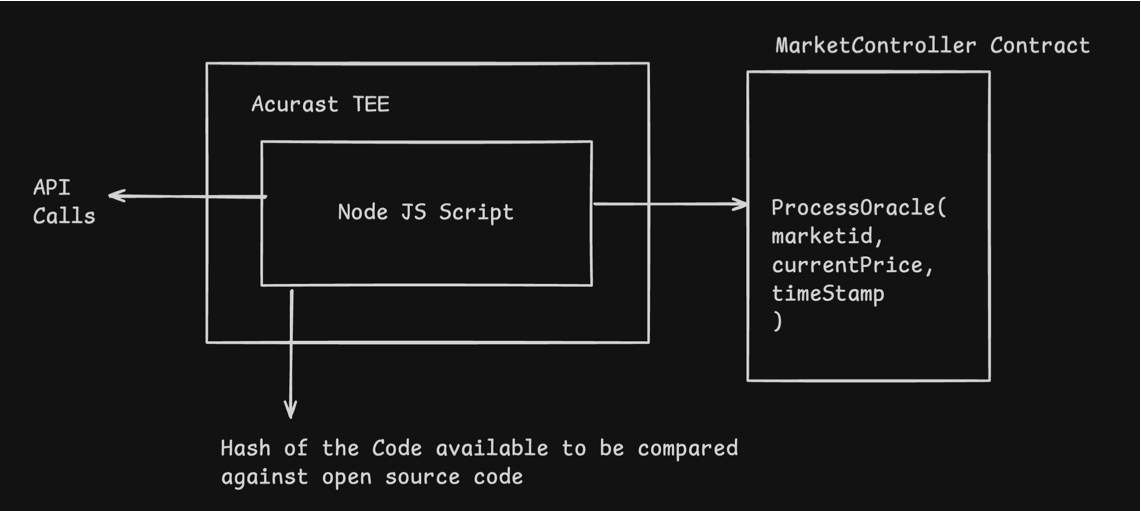 MarketController Contract
Acurast TEE
API
Calls
Node JS Script
ProcessOracle(
marketid,
currentPrice,
timeStamp
)
Hash of the Code available to be compared
against open source code